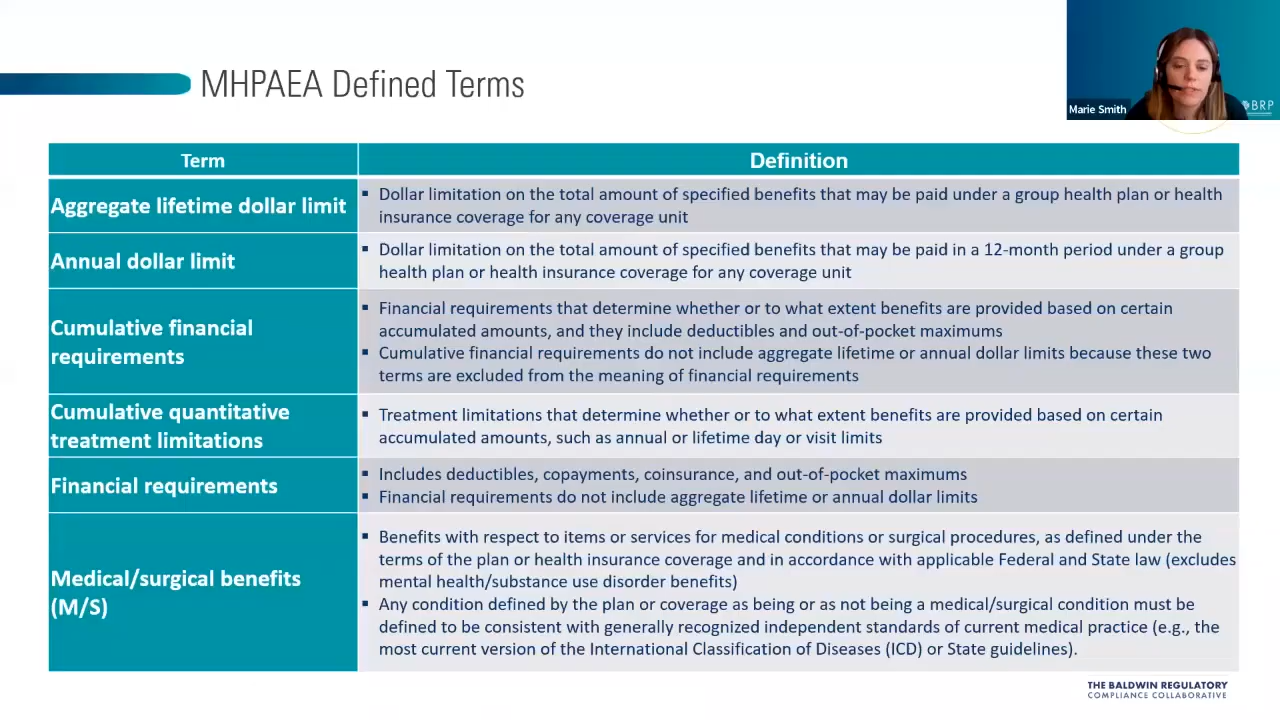 MHPAEA Defined Terms
Marie Smith
BRP
Term
Definition
Aggregate lifetime dollar limit
▪ Dollar limitation on the total amount of specified benefits that may be paid under a group health plan or health
insurance coverage for any coverage unit
Annual dollar limit
▪ Dollar limitation on the total amount of specified benefits that may be paid in a 12-month period under a group
health plan or health insurance coverage for any coverage unit
Cumulative financial
requirements
▪ Financial requirements that determine whether or to what extent benefits are provided based on certain
accumulated amounts, and they include deductibles and out-of-pocket maximums
▪ Cumulative financial requirements do not include aggregate lifetime or annual dollar limits because these two
terms are excluded from the meaning of financial requirements
Cumulative quantitative
treatment limitations
▪ Treatment limitations that determine whether or to what extent benefits are provided based on certain
accumulated amounts, such as annual or lifetime day or visit limits
Financial requirements
▪ Includes deductibles, copayments, coinsurance, and out-of-pocket maximums
▪ Financial requirements do not include aggregate lifetime or annual dollar limits
Medical/surgical benefits
(M/S)
▪ Benefits with respect to items or services for medical conditions or surgical procedures, as defined under the
terms of the plan or health insurance coverage and in accordance with applicable Federal and State law (excludes
mental health/substance use disorder benefits)
▪ Any condition defined by the plan or coverage as being or as not being a medical/surgical condition must be
defined to be consistent with generally recognized independent standards of current medical practice (e.g., the
most current version of the International Classification of Diseases (ICD) or State guidelines).
THE BALDWIN REGULATORY
COMPLIANCE COLLABORATIVE